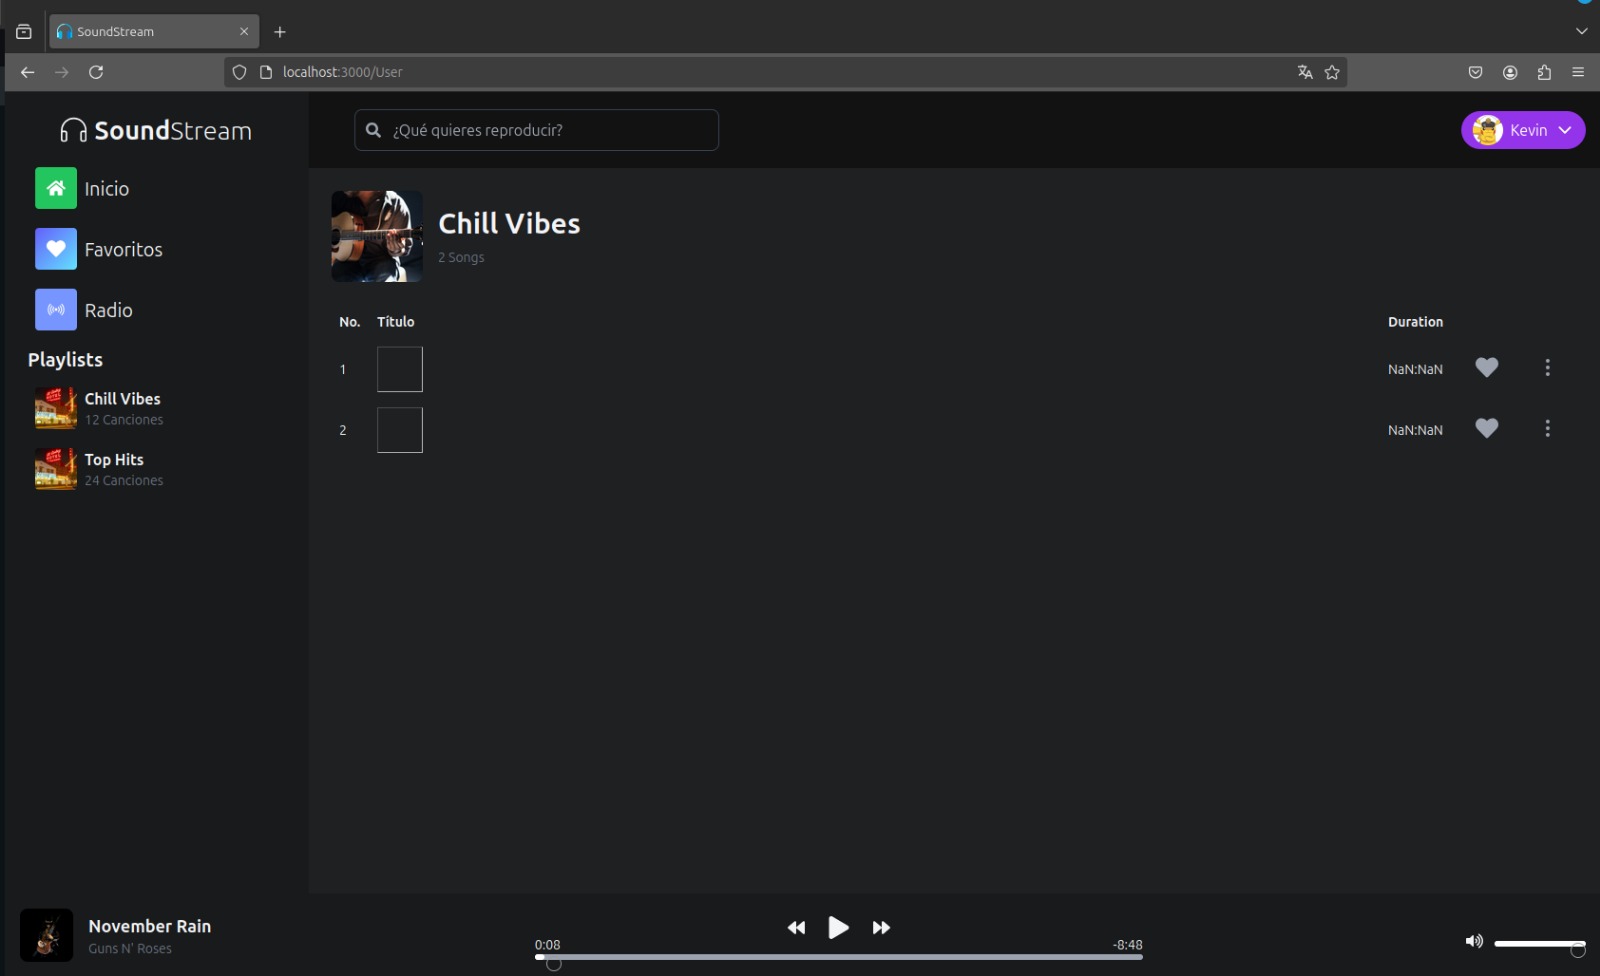 SoundStream
localhost:3000/User
SoundStream
¿Qué quieres reproducir?
Kevin
Inicio
Favoritos
Radio
Playlists
Chill Vibes
12 Canciones
Top Hits
24 Canciones
Chill Vibes
2 Songs
No. Título Duration
1 NaN:NaN
2 NaN:NaN
November Rain
Guns N' Roses
0:08 -8:48